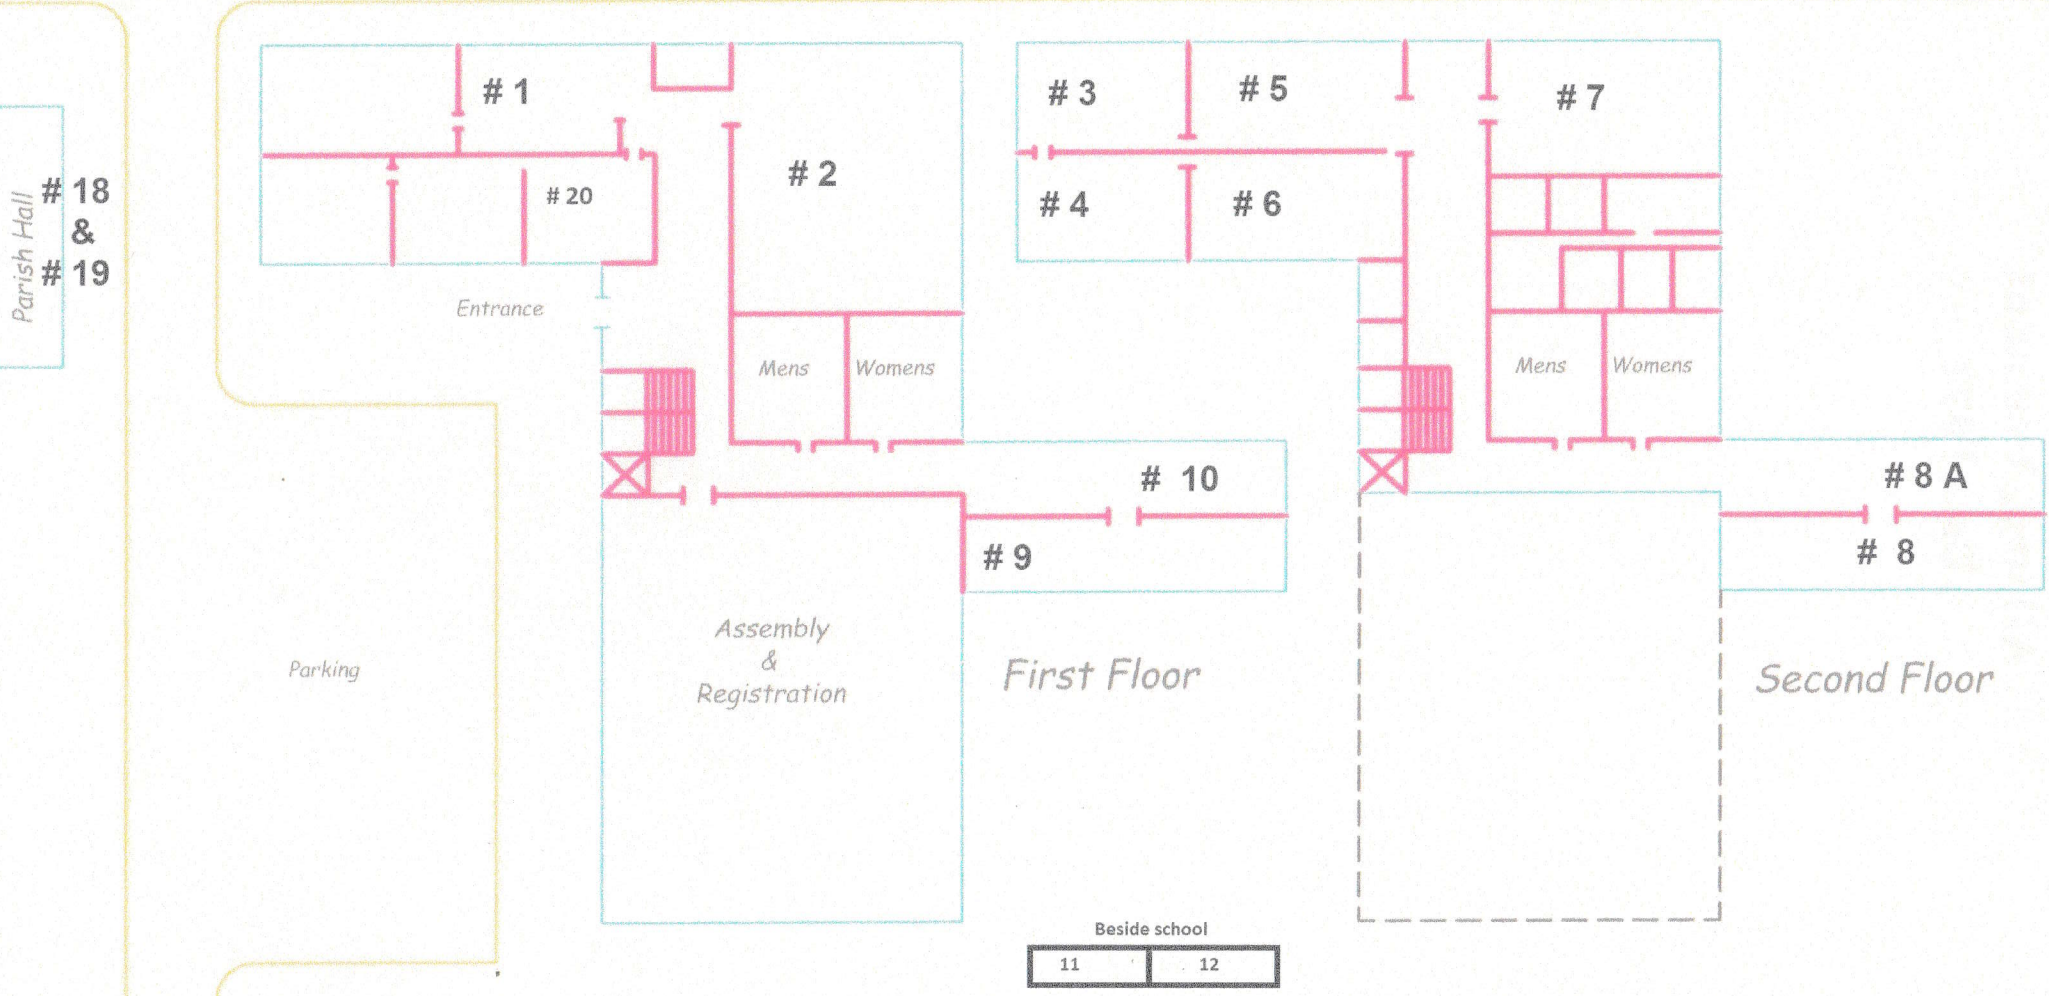 Parish Hall
# 18
&
# 19
# 1
# 2
# 20
Entrance
Mens
Womens
# 10
# 9
Assembly
&
Registration
Parking
First Floor
# 3
# 5
# 7
# 4
# 6
Mens
Womens
# 8 A
# 8
Second Floor
Beside school
11
12